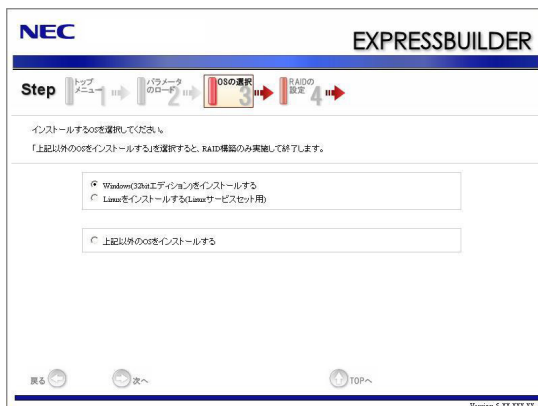 NEC
EXPRESSBUILDER
Step
トップメニュー 1
パラメータのロード 2
OSの選択 3
RAIDの設定 4
インストールするOSを選択してください。
「上記以外のOSをインストールする」を選択すると、RAID構築のみ実施して終了します。
Windows(32bitエディション)をインストールする
Linuxをインストールする(Linuxサービスセット用)
上記以外のOSをインストールする
戻る
次へ
TOPへ